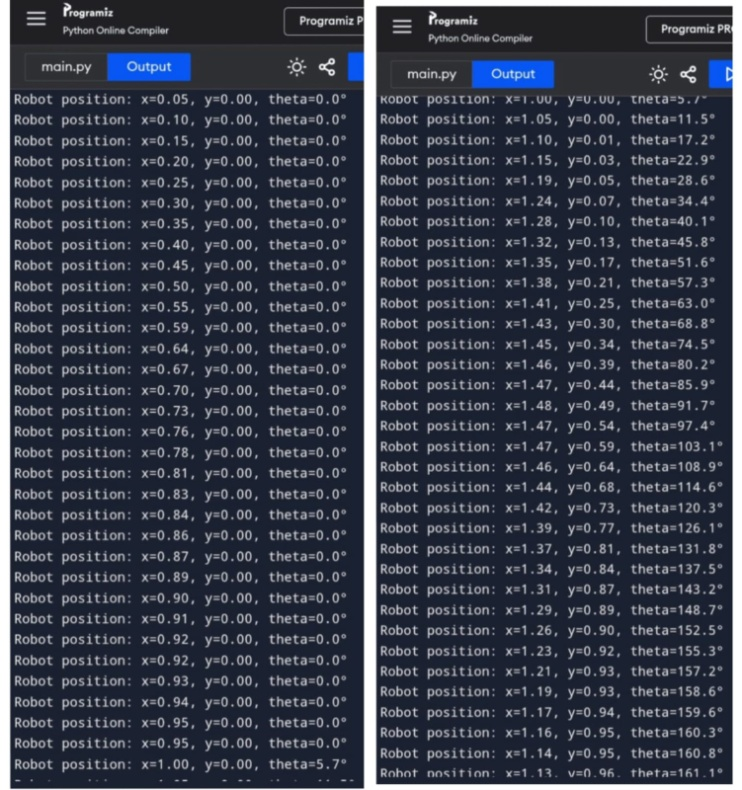 Programiz
Python Online Compiler
Programiz P
main.py
Output
Robot position: x=0.05, y=0.00, theta=0.0°
Robot position: x=0.10, y=0.00, theta=0.0°
Robot position: x=0.15, y=0.00, theta=0.0°
Robot position: x=0.20, y=0.00, theta=0.0°
Robot position: x=0.25, y=0.00, theta=0.0°
Robot position: x=0.30, y=0.00, theta=0.0°
Robot position: x=0.35, y=0.00, theta=0.0°
Robot position: x=0.40, y=0.00, theta=0.0°
Robot position: x=0.45, y=0.00, theta=0.0°
Robot position: x=0.50, y=0.00, theta=0.0°
Robot position: x=0.55, y=0.00, theta=0.0°
Robot position: x=0.59, y=0.00, theta=0.0°
Robot position: x=0.64, y=0.00, theta=0.0°
Robot position: x=0.67, y=0.00, theta=0.0°
Robot position: x=0.70, y=0.00, theta=0.0°
Robot position: x=0.73, y=0.00, theta=0.0°
Robot position: x=0.76, y=0.00, theta=0.0°
Robot position: x=0.78, y=0.00, theta=0.0°
Robot position: x=0.81, y=0.00, theta=0.0°
Robot position: x=0.83, y=0.00, theta=0.0°
Robot position: x=0.84, y=0.00, theta=0.0°
Robot position: x=0.86, y=0.00, theta=0.0°
Robot position: x=0.87, y=0.00, theta=0.0°
Robot position: x=0.89, y=0.00, theta=0.0°
Robot position: x=0.90, y=0.00, theta=0.0°
Robot position: x=0.91, y=0.00, theta=0.0°
Robot position: x=0.92, y=0.00, theta=0.0°
Robot position: x=0.92, y=0.00, theta=0.0°
Robot position: x=0.93, y=0.00, theta=0.0°
Robot position: x=0.94, y=0.00, theta=0.0°
Robot position: x=0.95, y=0.00, theta=0.0°
Robot position: x=0.95, y=0.00, theta=0.0°
Robot position: x=1.00, y=0.00, theta=5.7°
Programiz
Python Online Compiler
Programiz PR
main.py
Output
Robot position: x=1.00, y=0.00, theta=5.7°
Robot position: x=1.05, y=0.00, theta=11.5°
Robot position: x=1.10, y=0.01, theta=17.2°
Robot position: x=1.15, y=0.03, theta=22.9°
Robot position: x=1.19, y=0.05, theta=28.6°
Robot position: x=1.24, y=0.07, theta=34.4°
Robot position: x=1.28, y=0.10, theta=40.1°
Robot position: x=1.32, y=0.13, theta=45.8°
Robot position: x=1.35, y=0.17, theta=51.6°
Robot position: x=1.38, y=0.21, theta=57.3°
Robot position: x=1.41, y=0.25, theta=63.0°
Robot position: x=1.43, y=0.30, theta=68.8°
Robot position: x=1.45, y=0.34, theta=74.5°
Robot position: x=1.46, y=0.39, theta=80.2°
Robot position: x=1.47, y=0.44, theta=85.9°
Robot position: x=1.48, y=0.49, theta=91.7°
Robot position: x=1.47, y=0.54, theta=97.4°
Robot position: x=1.47, y=0.59, theta=103.1°
Robot position: x=1.46, y=0.64, theta=108.9°
Robot position: x=1.44, y=0.68, theta=114.6°
Robot position: x=1.42, y=0.73, theta=120.3°
Robot position: x=1.39, y=0.77, theta=126.1°
Robot position: x=1.37, y=0.81, theta=131.8°
Robot position: x=1.34, y=0.84, theta=137.5°
Robot position: x=1.31, y=0.87, theta=143.2°
Robot position: x=1.29, y=0.89, theta=148.7°
Robot position: x=1.26, y=0.90, theta=152.5°
Robot position: x=1.23, y=0.92, theta=155.3°
Robot position: x=1.21, y=0.93, theta=157.2°
Robot position: x=1.19, y=0.93, theta=158.6°
Robot position: x=1.17, y=0.94, theta=159.6°
Robot position: x=1.16, y=0.95, theta=160.3°
Robot position: x=1.14, y=0.95, theta=160.8°
Robot position: x=1.13, y=0.96, theta=161.1°